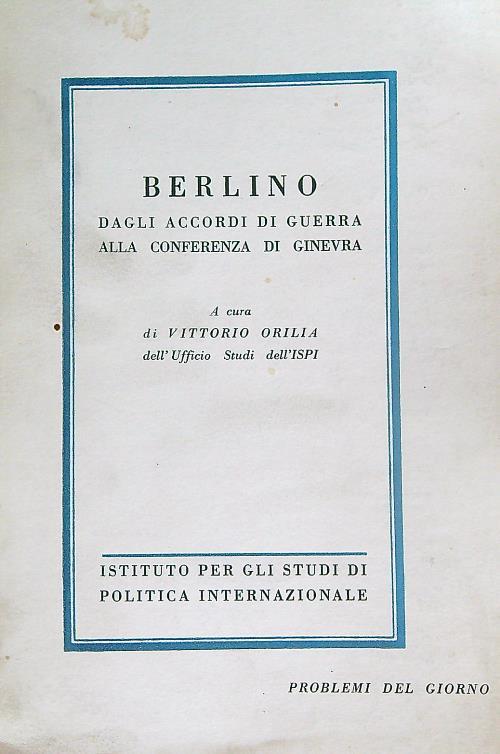 BERLINO
DAGLI ACCORDI DI GUERRA
ALLA CONFERENZA DI GINEVRA
A cura
di VITTORIO ORILIA
dell'Ufficio Studi dell'ISPI
ISTITUTO PER GLI STUDI DI
POLITICA INTERNAZIONALE
PROBLEMI DEL GIORNO